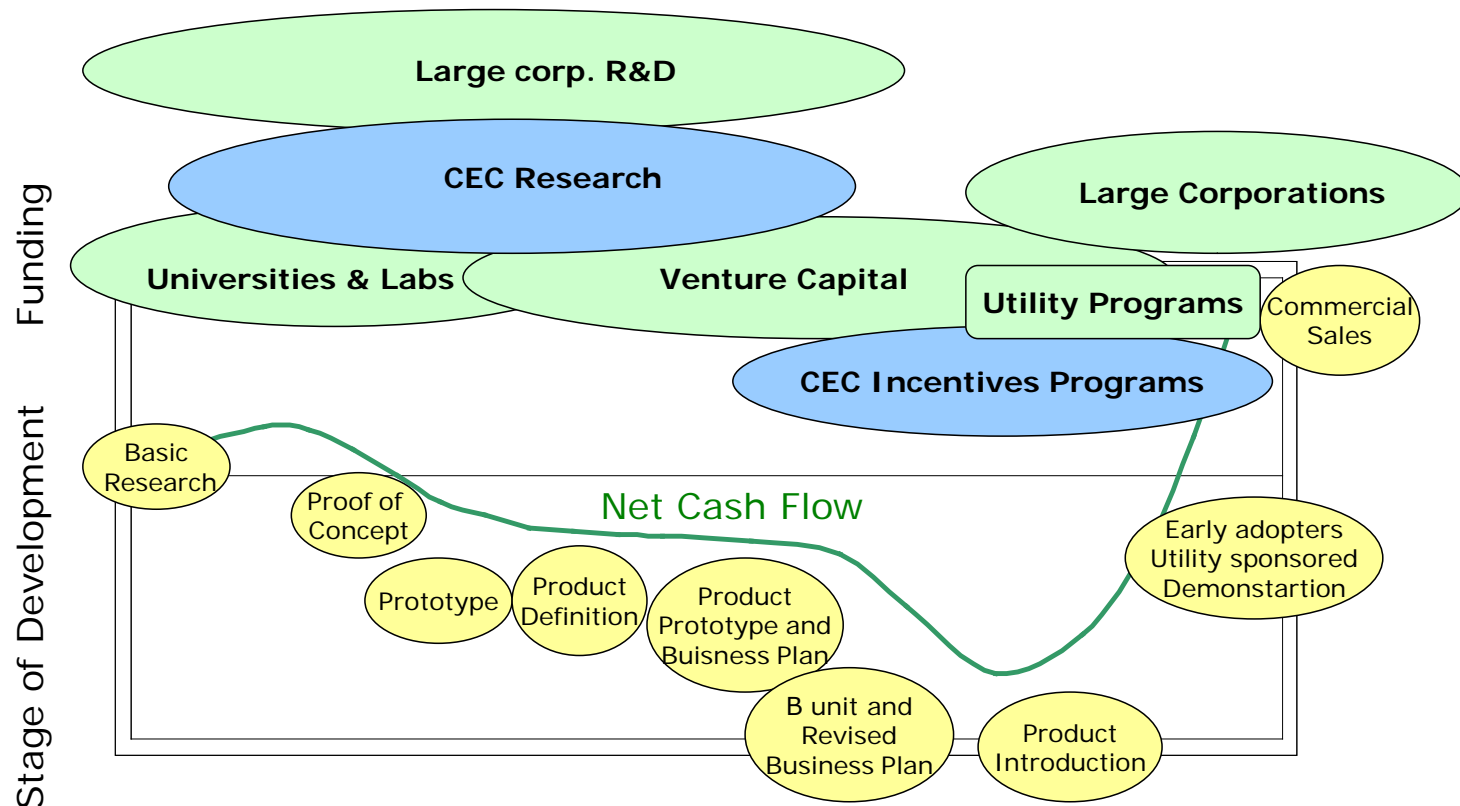 Large corp. R&D
CEC Research
Large Corporations
Universities & Labs
Venture Capital
Utility Programs
Commercial
Sales
CEC Incentives Programs
Funding
Stage of Development
Basic
Research
Proof of
Concept
Net Cash Flow
Prototype
Product
Definition
Product
Prototype and
Buisness Plan
B unit and
Revised
Business Plan
Product
Introduction
Early adopters
Utility sponsored
Demonstartion